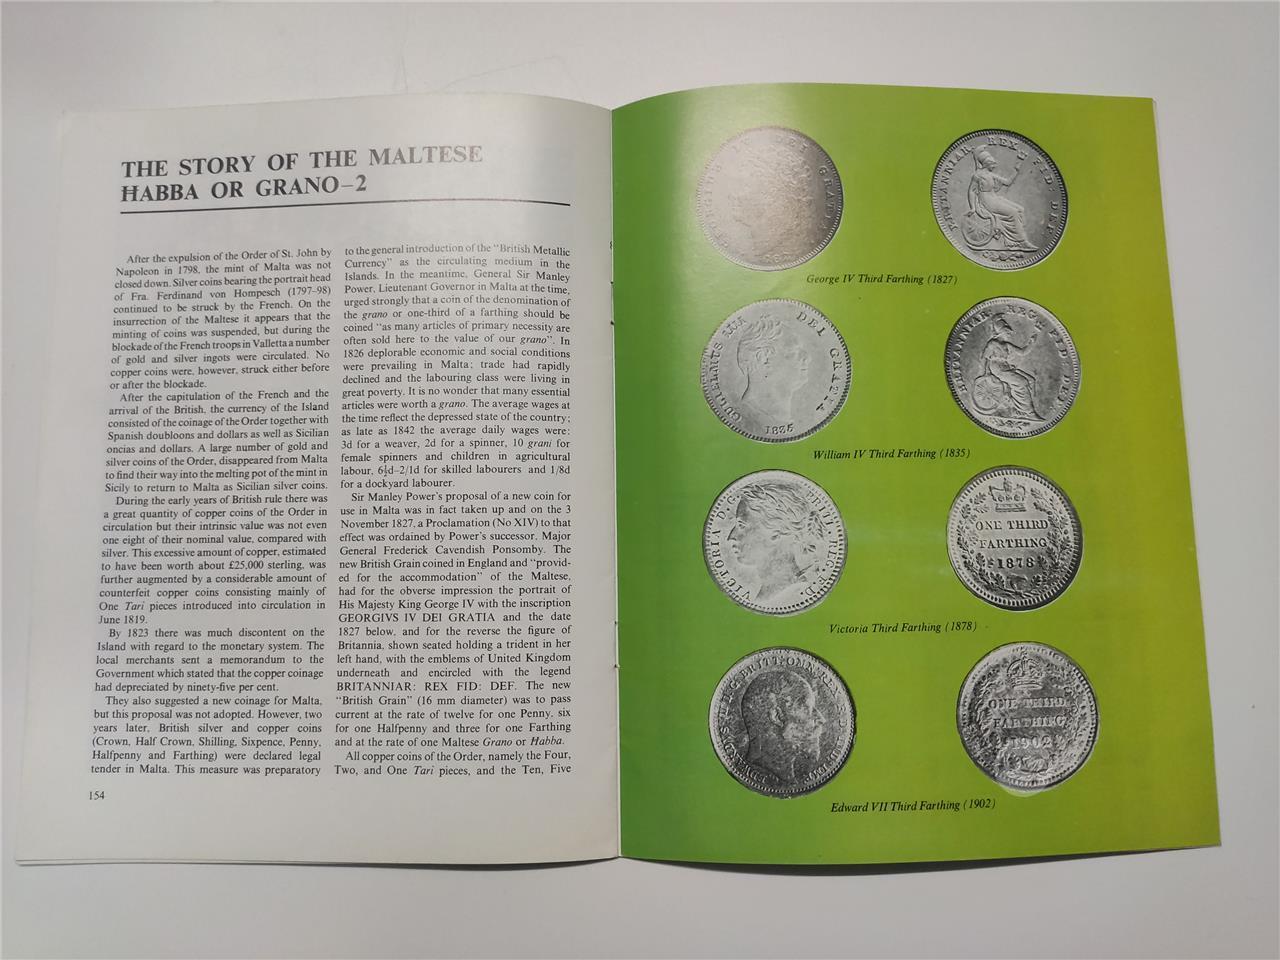 THE STORY OF THE MALTESE
ĦABBA OR GRANO–2
After the expulsion of the Order of St. John by
Napoleon in 1798, the mint of Malta was not
closed down. Silver coins bearing the portrait head
of Fra. Ferdinand von Hompesch (1797–98)
continued to be struck by the French. On the
insurrection of the Maltese it appears that the
minting of coins was suspended, but during the
blockade of the French troops in Valletta a number
of gold and silver ingots were circulated. No
copper coins were, however, struck either before
or after the blockade.
After the capitulation of the French and the
arrival of the British, the currency of the Island
consisted of the coinage of the Order together with
Spanish doubloons and dollars as well as Sicilian
oncias and dollars. A large number of gold and
silver coins of the Order, disappeared from Malta
to find their way into the melting pot of the mint in
Sicily to return to Malta as Sicilian silver coins.
During the early years of British rule there was
a great quantity of copper coins of the Order in
circulation but their intrinsic value was not even
one eight of their nominal value, compared with
silver. This excessive amount of copper, estimated
to have been worth about £25,000 sterling, was
further augmented by a considerable amount of
counterfeit copper coins consisting mainly of
One Tari pieces introduced into circulation in
June 1819.
By 1823 there was much discontent on the
Island with regard to the monetary system. The
local merchants sent a memorandum to the
Government which stated that the copper coinage
had depreciated by ninety-five per cent.
They also suggested a new coinage for Malta,
but this proposal was not adopted. However, two
years later, British silver and copper coins
(Crown, Half Crown, Shilling, Sixpence, Penny,
Halfpenny and Farthing) were declared legal
tender in Malta. This measure was preparatory
154
to the general introduction of the "British Metallic
Currency" as the circulating medium in the
Islands. In the meantime, General Sir Manley
Power, Lieutenant Governor in Malta at the time,
urged strongly that a coin of the denomination of
the grano or one-third of a farthing should be
coined "as many articles of primary necessity are
often sold here to the value of our grano". In
1826 deplorable economic and social conditions
were prevailing in Malta; trade had rapidly
declined and the labouring class were living in
great poverty. It is no wonder that many essential
articles were worth a grano. The average wages at
the time reflect the depressed state of the country;
as late as 1842 the average daily wages were:
3d for a weaver, 2d for a spinner, 10 grani for
female spinners and children in agricultural
labour, 6½d–2/1d for skilled labourers and 1/8d
for a dockyard labourer.
Sir Manley Power's proposal of a new coin for
use in Malta was in fact taken up and on the 3
November 1827, a Proclamation (No XIV) to that
effect was ordained by Power's successor, Major
General Frederick Cavendish Ponsomby. The
new British Grain coined in England and "provid-
ed for the accommodation" of the Maltese,
had for the obverse impression the portrait of
His Majesty King George IV with the inscription
GEORGIVS IV DEI GRATIA and the date
1827 below, and for the reverse the figure of
Britannia, shown seated holding a trident in her
left hand, with the emblems of United Kingdom
underneath and encircled with the legend
BRITANNIAR: REX FID: DEF. The new
"British Grain" (16 mm diameter) was to pass
current at the rate of twelve for one Penny, six
for one Halfpenny and three for one Farthing
and at the rate of one Maltese Grano or Habba.
All copper coins of the Order, namely the Four,
Two, and One Tari pieces, and the Ten, Five
DEI GRATIA
BRITANNIAR: REX FID: DEF
George IV Third Farthing (1827)
GULIELMUS IIII DEI GRATIA
1835
BRITANNIAR: REX FID: DEF
William IV Third Farthing (1835)
VICTORIA D.G. BRITT. REG. F.D.
ONE THIRD
FARTHING
1878
Victoria Third Farthing (1878)
ONE THIRD
FARTHING
1902
Edward VII Third Farthing (1902)